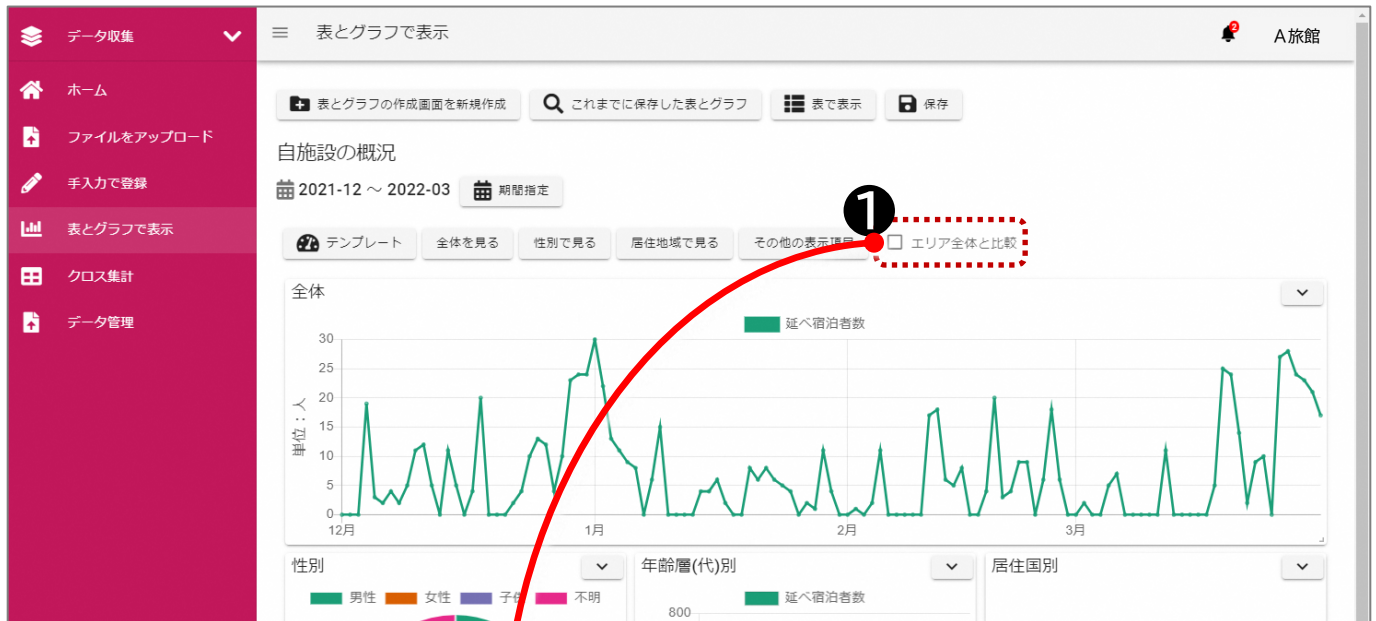 データ収集
ホーム
ファイルをアップロード
手入力で登録
表とグラフで表示
クロス集計
データ管理
表とグラフで表示
2
A旅館
表とグラフの作成画面を新規作成 これまでに保存した表とグラフ 表で表示 保存
自施設の概況
2021-12 ～ 2022-03 期間指定
1
テンプレート 全体を見る 性別で見る 居住地域で見る その他の表示項目 エリア全体と比較
全体
延べ宿泊者数
単位：人
30
25
20
15
10
5
0
12月 1月 2月 3月
性別
男性 女性 子供 不明
年齢層(代)別
延べ宿泊者数
800
居住国別